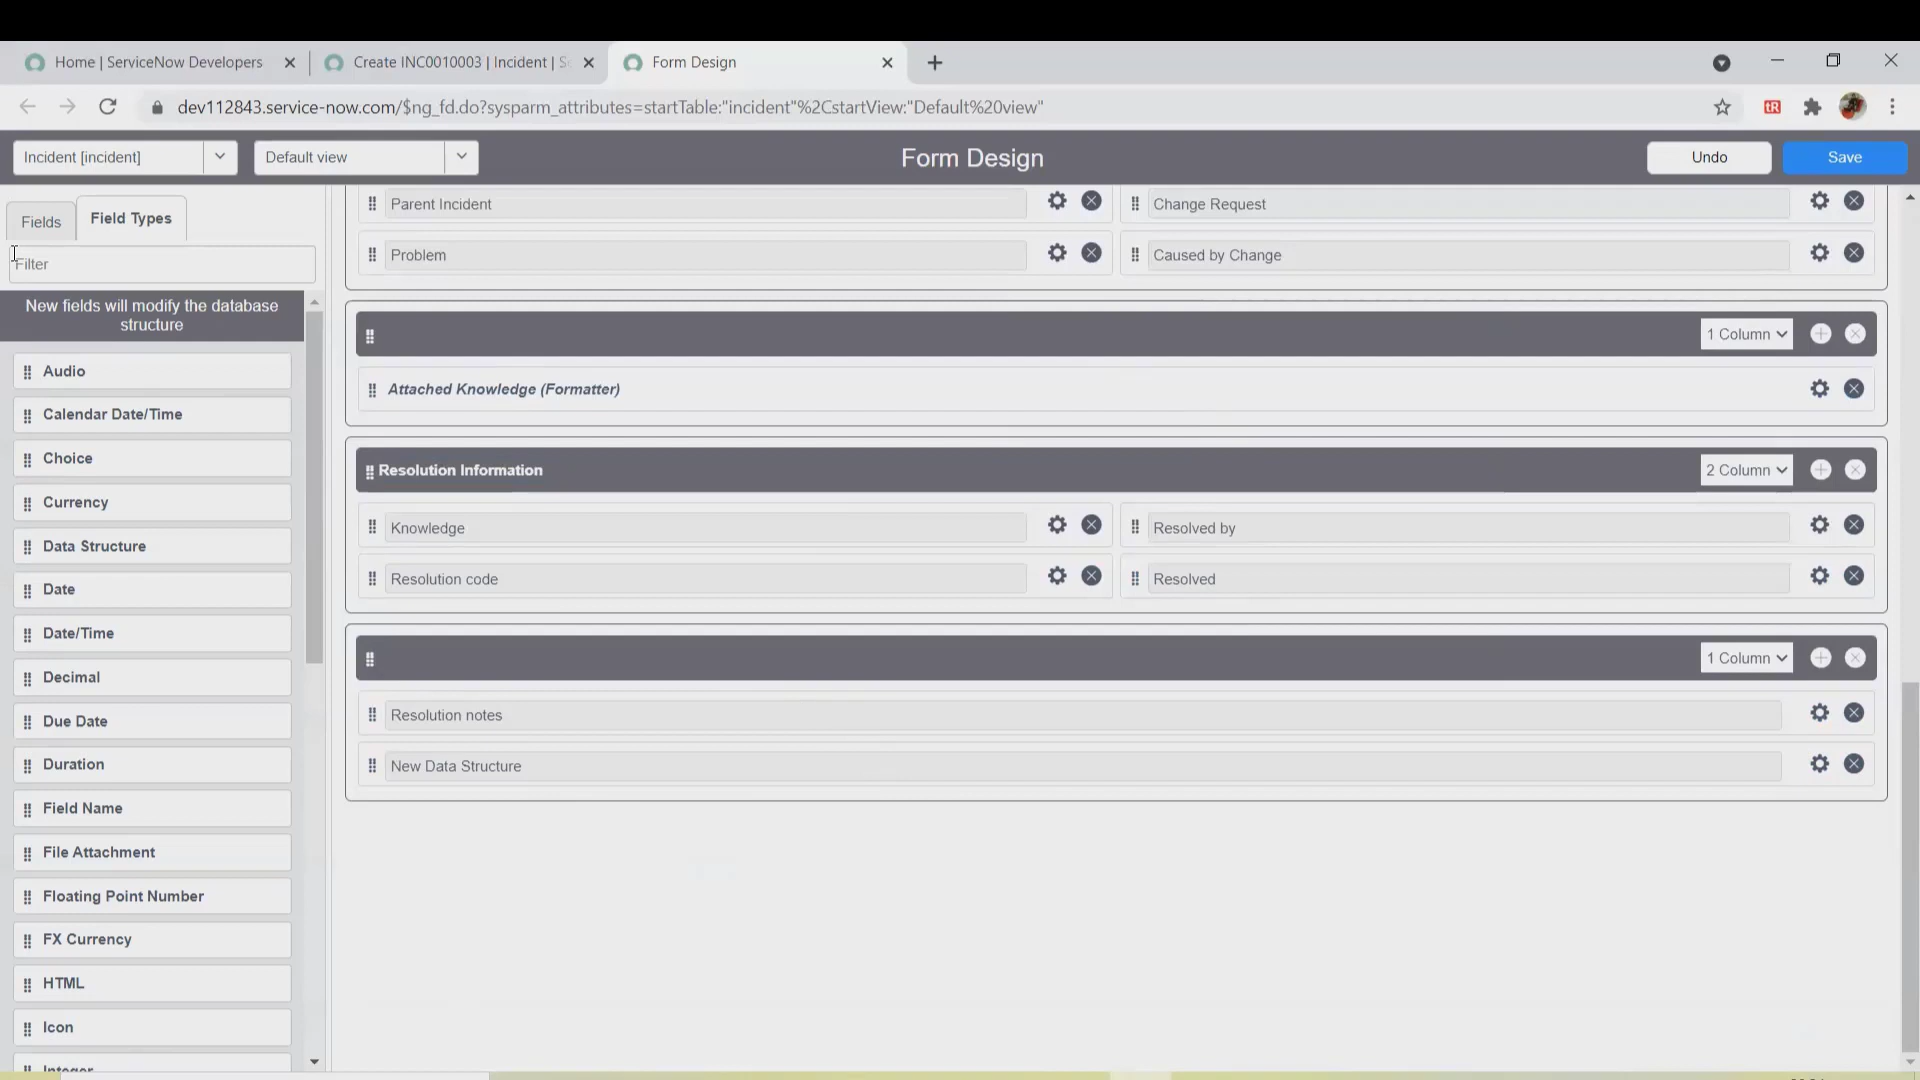 Home | ServiceNow Developers
Create INC0010003 | Incident | S
Form Design
dev112843.service-now.com/$ng_fd.do?sysparm_attributes=startTable:"incident"%2CstartView:"Default%20view"
tR
Incident [incident]
Default view
Form Design
Undo
Save
Fields
Field Types
Filter
New fields will modify the database
structure
Audio
Calendar Date/Time
Choice
Currency
Data Structure
Date
Date/Time
Decimal
Due Date
Duration
Field Name
File Attachment
Floating Point Number
FX Currency
HTML
Icon
Integer
Parent Incident
Change Request
Problem
Caused by Change
1 Column
Attached Knowledge (Formatter)
Resolution Information
2 Column
Knowledge
Resolved by
Resolution code
Resolved
1 Column
Resolution notes
New Data Structure